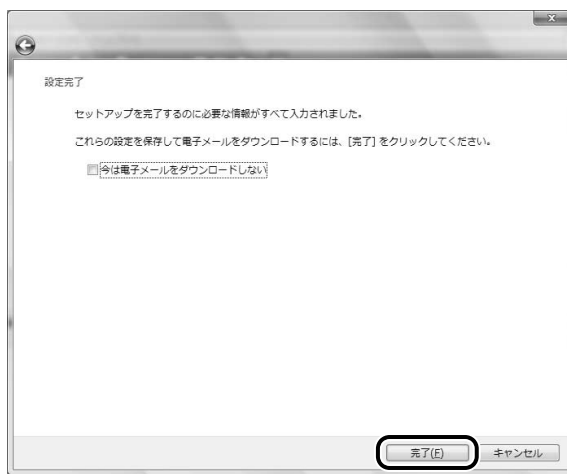 設定完了
セットアップを完了するのに必要な情報がすべて入力されました。
これらの設定を保存して電子メールをダウンロードするには、[完了] をクリックしてください。
今は電子メールをダウンロードしない
完了(F) キャンセル